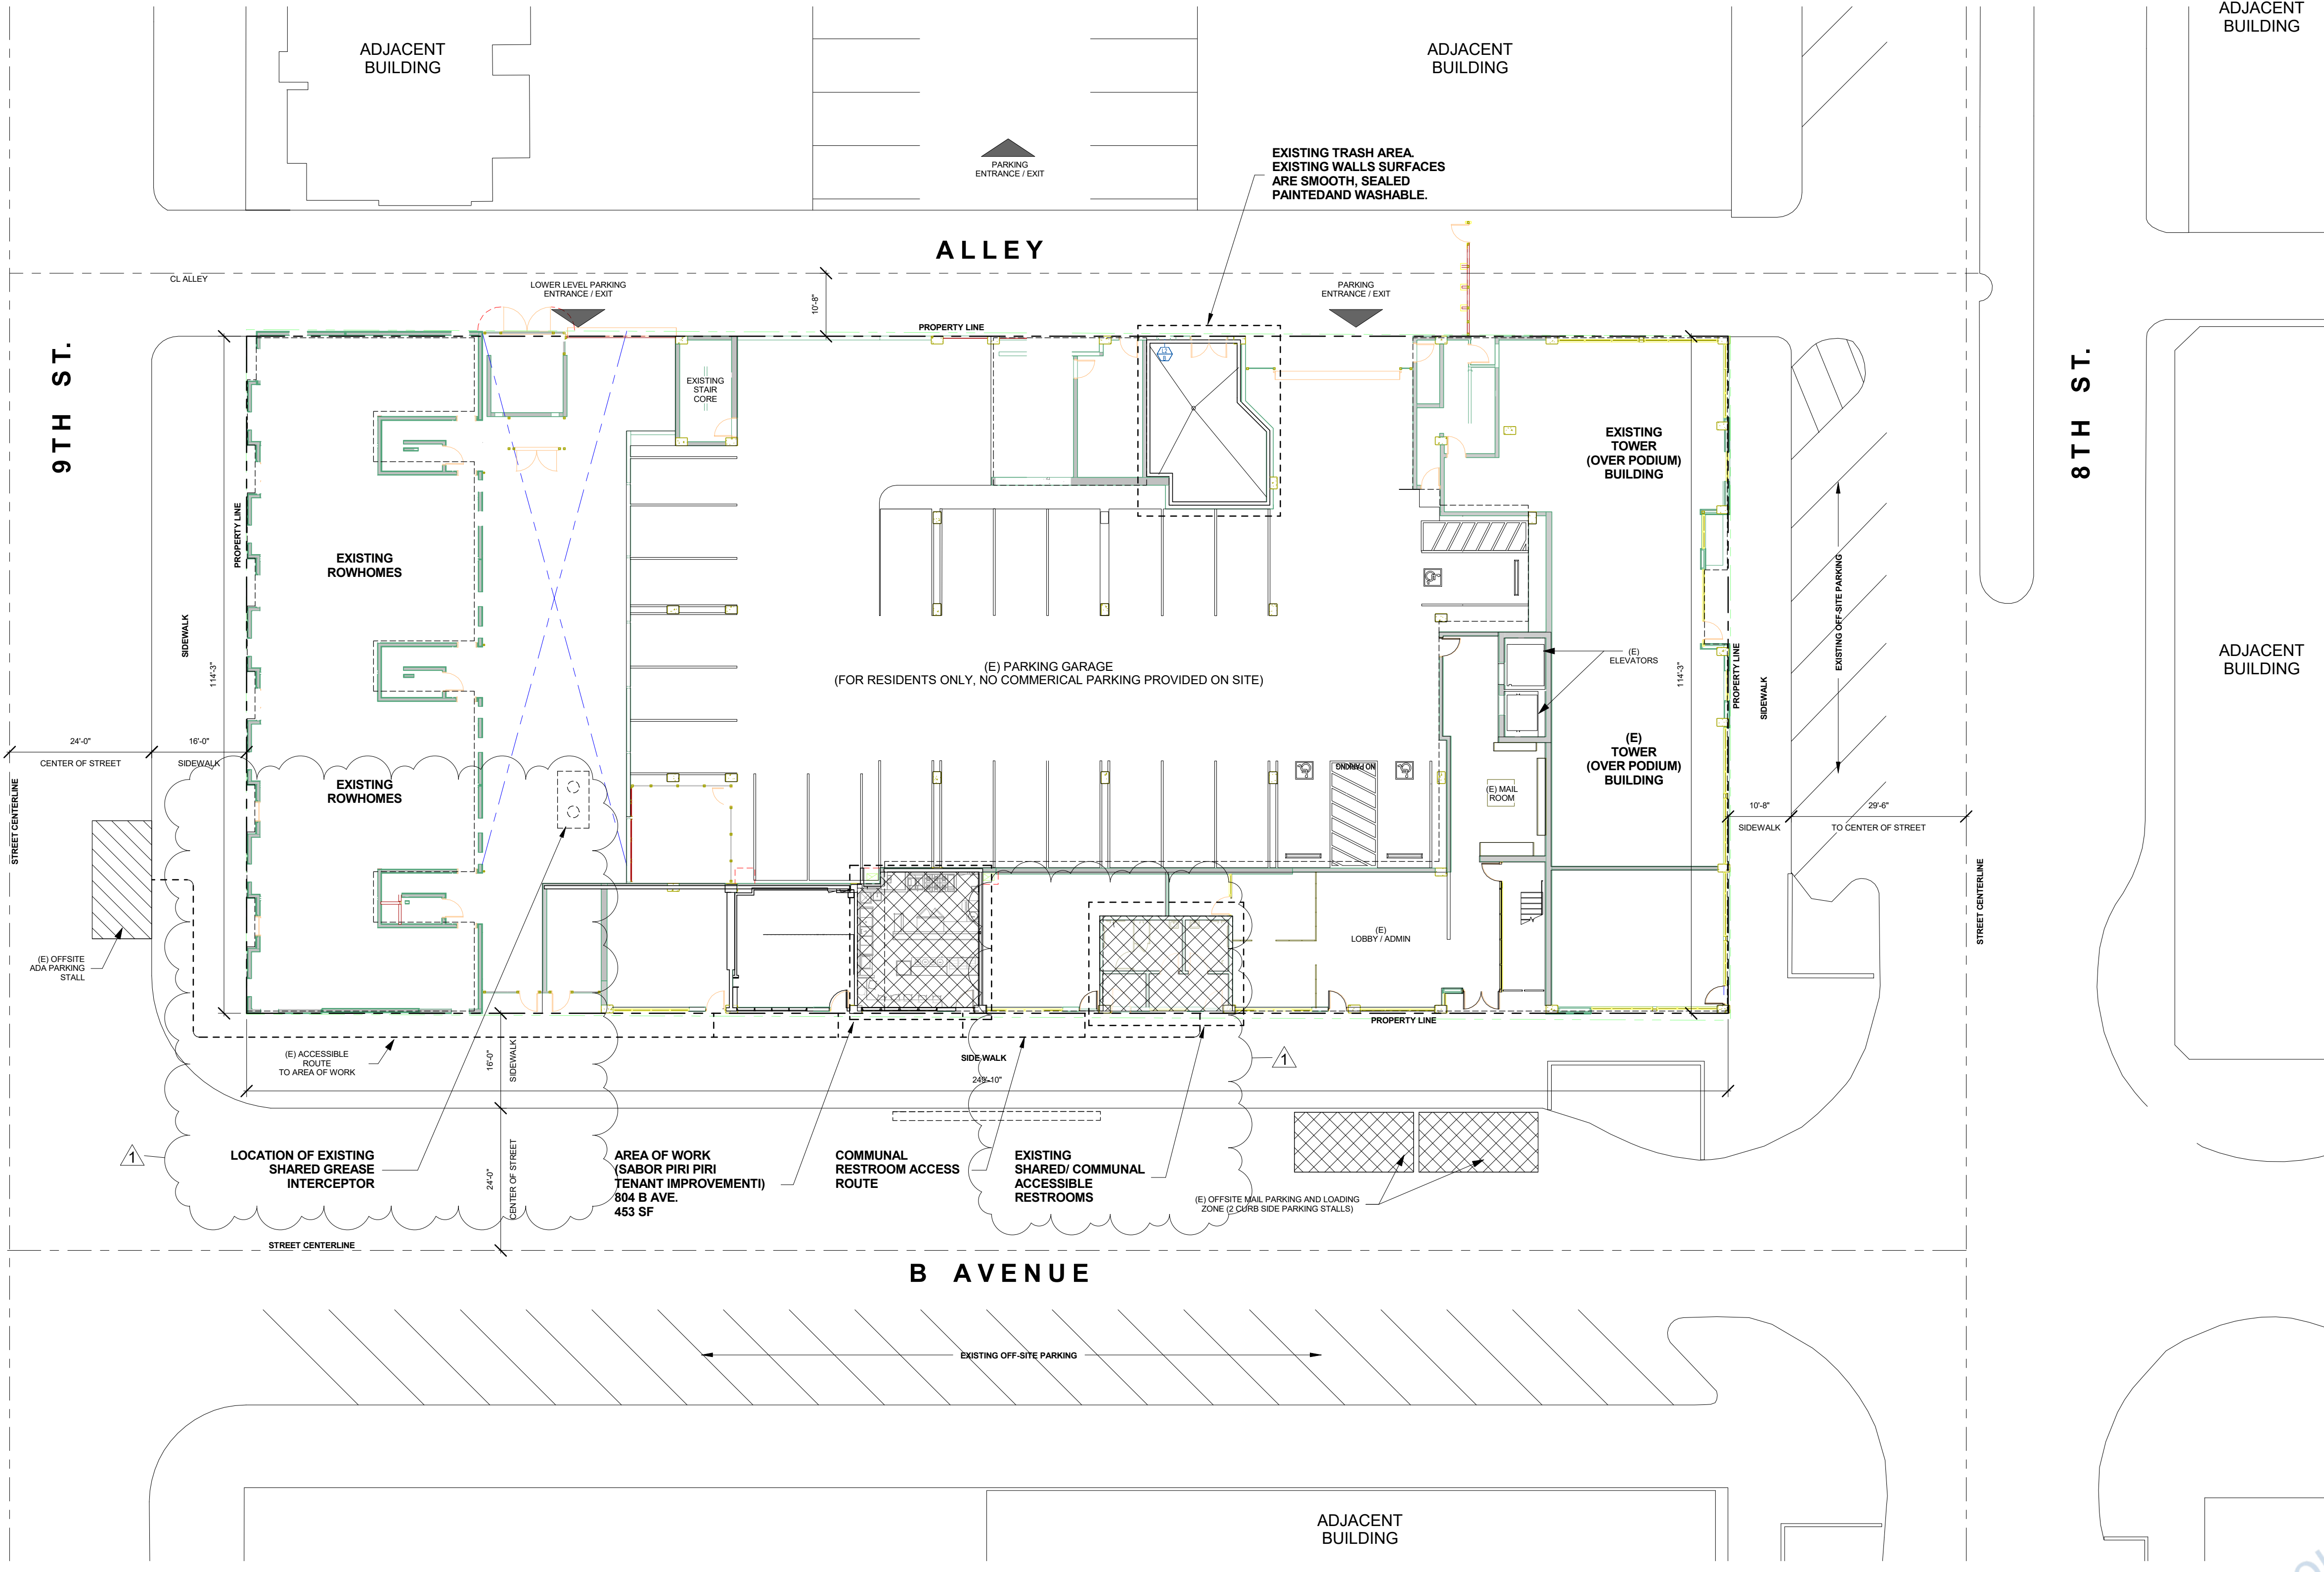 ADJACENT
BUILDING
ADJACENT
BUILDING
ADJACENT
BUILDING
PARKING
ENTRANCE / EXIT
EXISTING TRASH AREA.
EXISTING WALLS SURFACES
ARE SMOOTH, SEALED
PAINTEDAND WASHABLE.
ALLEY
CL ALLEY
LOWER LEVEL PARKING
ENTRANCE / EXIT
10'-8"
PARKING
ENTRANCE / EXIT
PROPERTY LINE
9TH ST.
8TH ST.
EXISTING
STAIR
CORE
EXISTING
TOWER
(OVER PODIUM)
BUILDING
PROPERTY LINE
EXISTING
ROWHOMES
SIDEWALK
114'-3"
(E) PARKING GARAGE
(FOR RESIDENTS ONLY, NO COMMERICAL PARKING PROVIDED ON SITE)
(E)
ELEVATORS
114'-3"
PROPERTY LINE
SIDEWALK
EXISTING OFF-SITE PARKING
ADJACENT
BUILDING
24'-0"
CENTER OF STREET
16'-0"
SIDEWALK
STREET CENTERLINE
EXISTING
ROWHOMES
NO PARKING
(E) MAIL
ROOM
(E)
TOWER
(OVER PODIUM)
BUILDING
10'-8"
SIDEWALK
29'-6"
TO CENTER OF STREET
STREET CENTERLINE
(E) OFFSITE
ADA PARKING
STALL
(E)
LOBBY / ADMIN
PROPERTY LINE
(E) ACCESSIBLE
ROUTE
TO AREA OF WORK
16'-0"
SIDEWALK
SIDE WALK
249'-10"
1
1
LOCATION OF EXISTING
SHARED GREASE
INTERCEPTOR
24'-0"
CENTER OF STREET
AREA OF WORK
(SABOR PIRI PIRI
TENANT IMPROVEMENTI)
804 B AVE.
453 SF
COMMUNAL
RESTROOM ACCESS
ROUTE
EXISTING
SHARED/ COMMUNAL
ACCESSIBLE
RESTROOMS
(E) OFFSITE MAIL PARKING AND LOADING
ZONE (2 CURB SIDE PARKING STALLS)
STREET CENTERLINE
B AVENUE
EXISTING OFF-SITE PARKING
ADJACENT
BUILDING